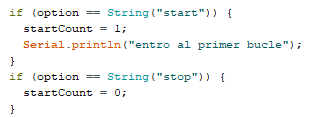 if (option == String("start")) {
  startCount = 1;
  Serial.println("entro al primer bucle");
}
if (option == String("stop")) {
  startCount = 0;
}